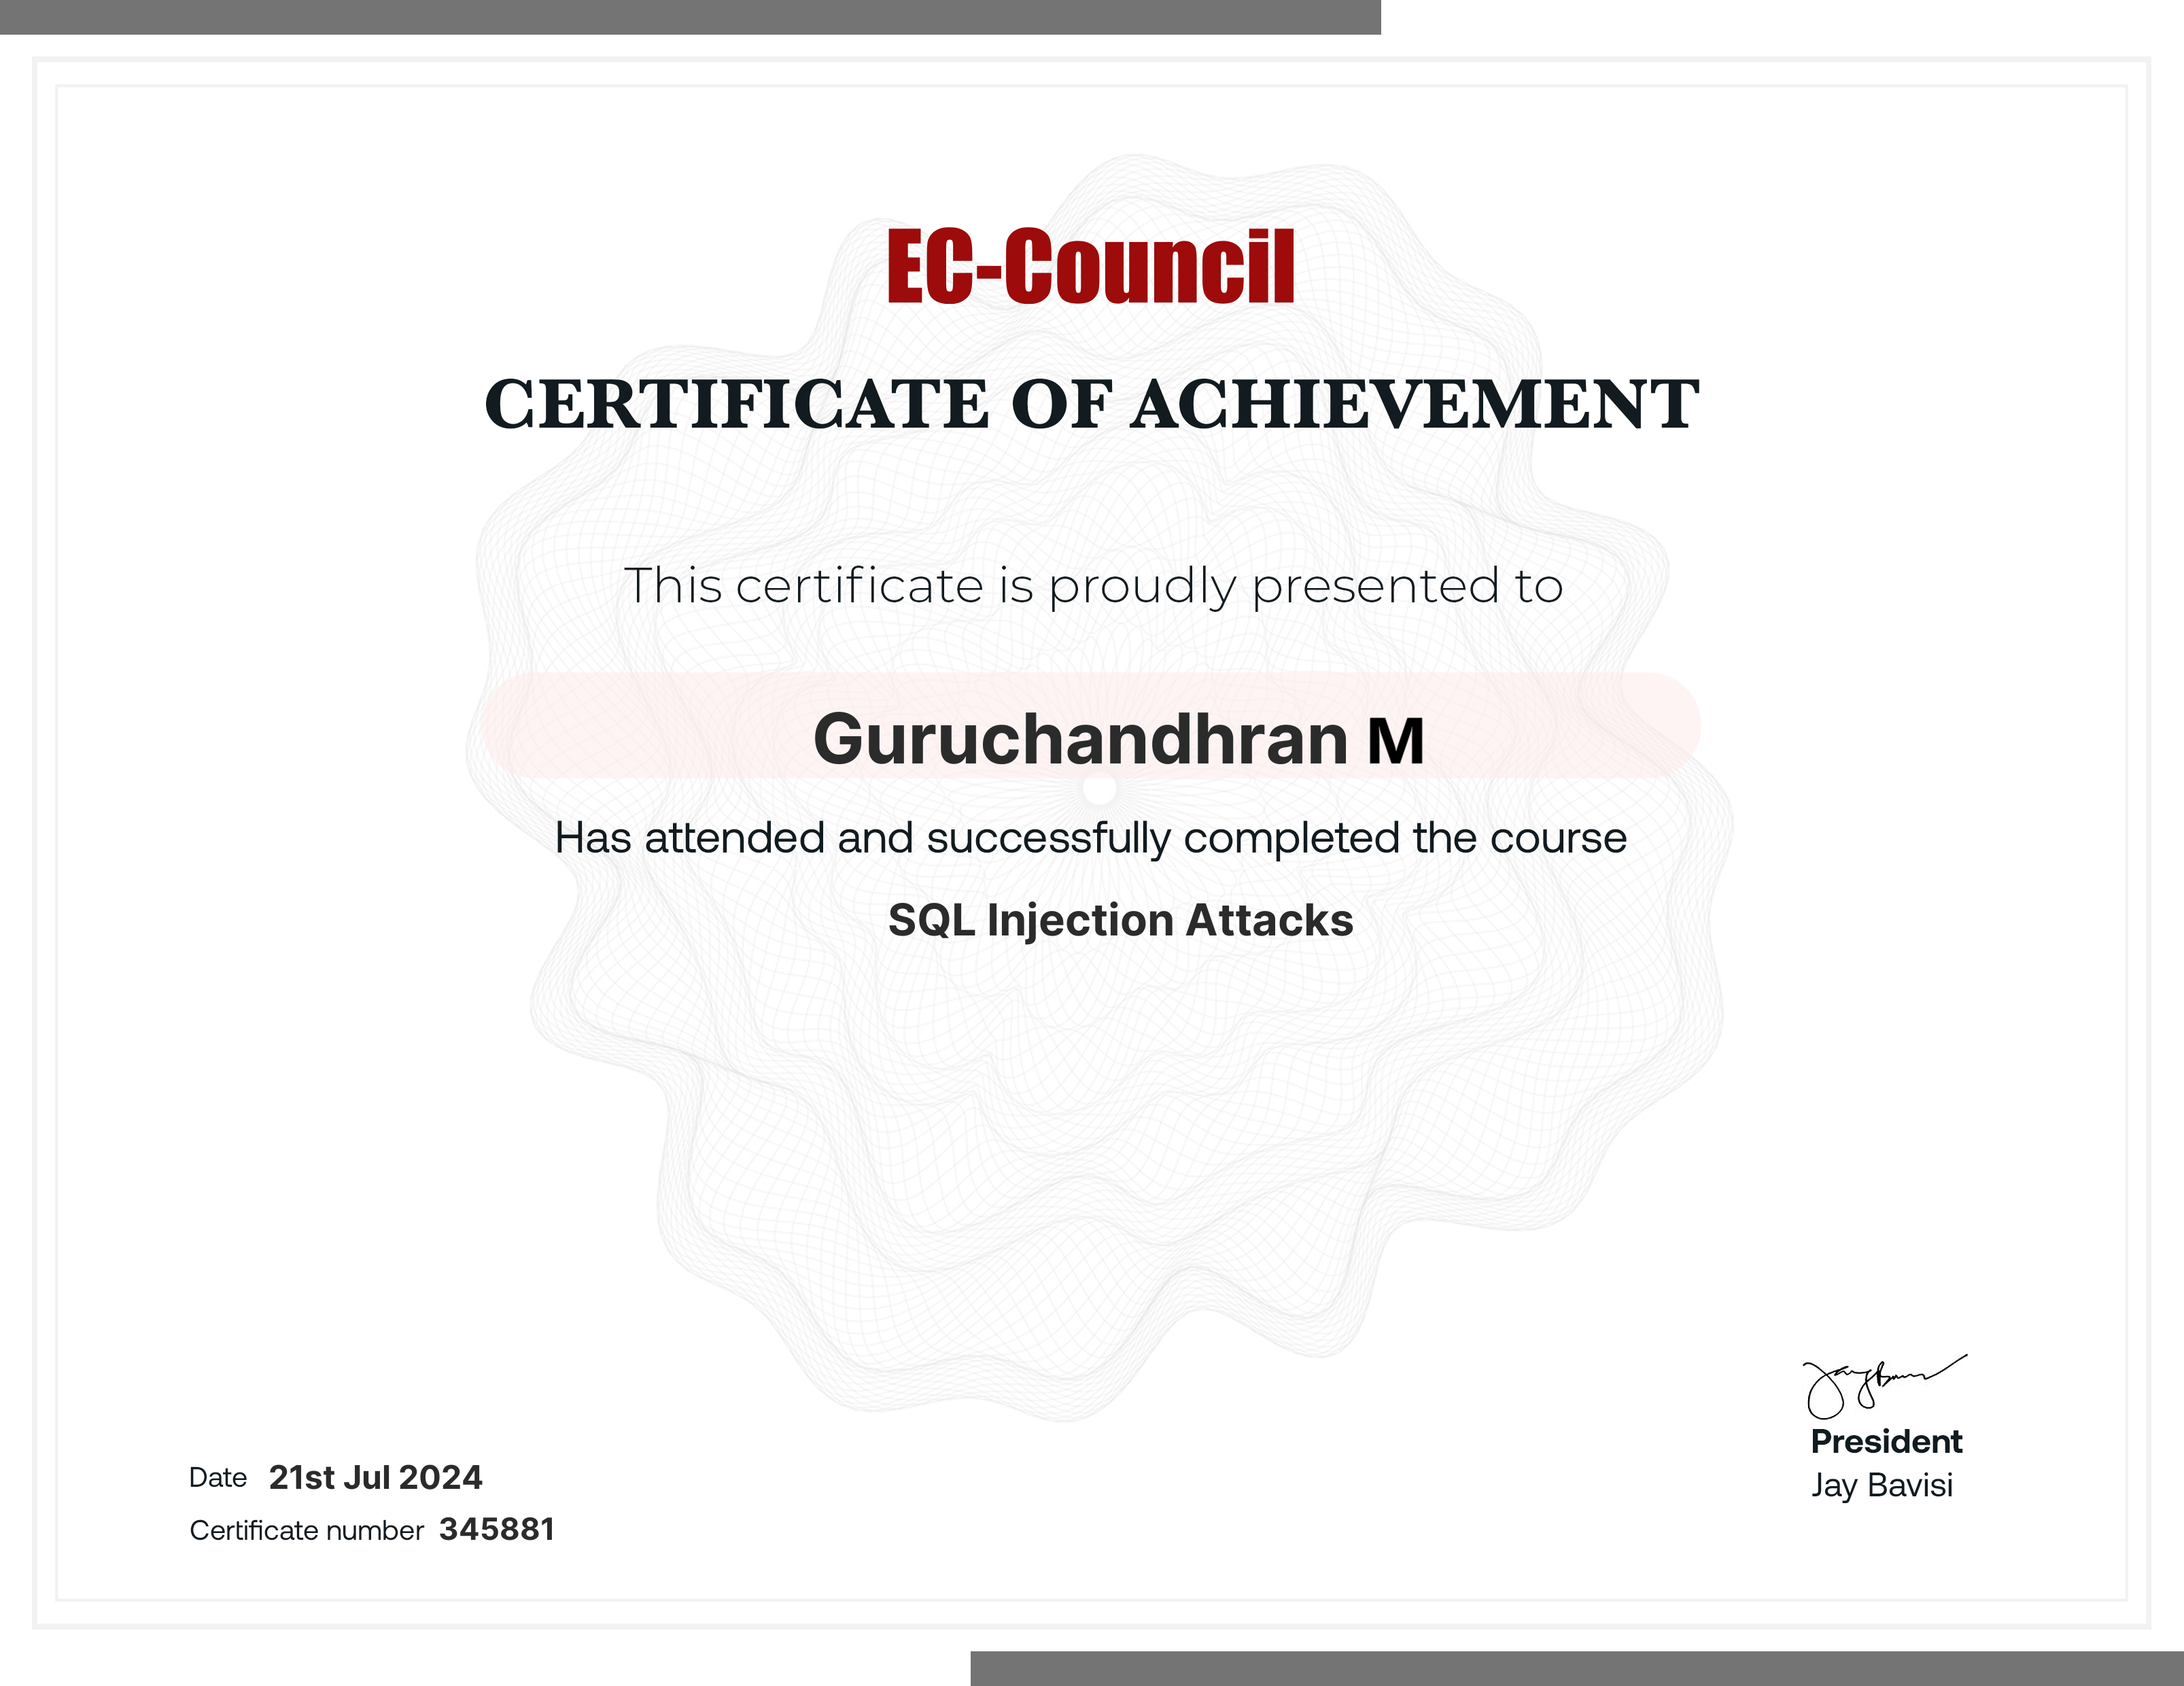 EC-Council
CERTIFICATE OF ACHIEVEMENT
This certificate is proudly presented to
Guruchandhran M
Has attended and successfully completed the course
SQL Injection Attacks
President
Jay Bavisi
Date 21st Jul 2024
Certificate number 345881